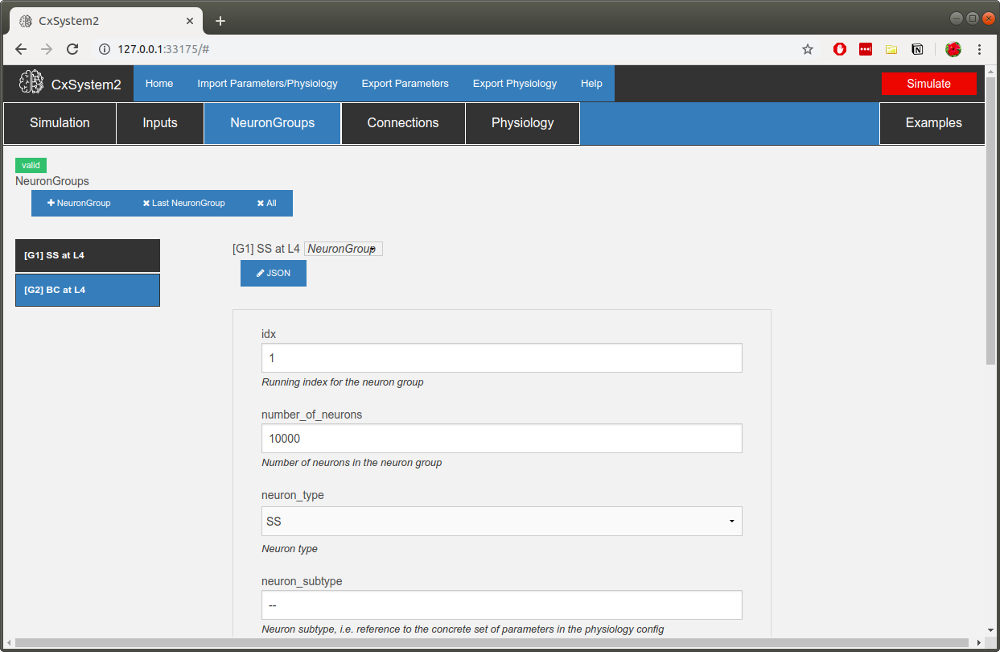 CxSystem2
127.0.0.1:33175/#
CxSystem2 Home Import Parameters/Physiology Export Parameters Export Physiology Help Simulate
Simulation Inputs NeuronGroups Connections Physiology Examples
valid
NeuronGroups
NeuronGroup Last NeuronGroup All
[G1] SS at L4
[G2] BC at L4
[G1] SS at L4 NeuronGroup
JSON
idx
1
Running index for the neuron group
number_of_neurons
10000
Number of neurons in the neuron group
neuron_type
SS
Neuron type
neuron_subtype
--
Neuron subtype, i.e. reference to the concrete set of parameters in the physiology config